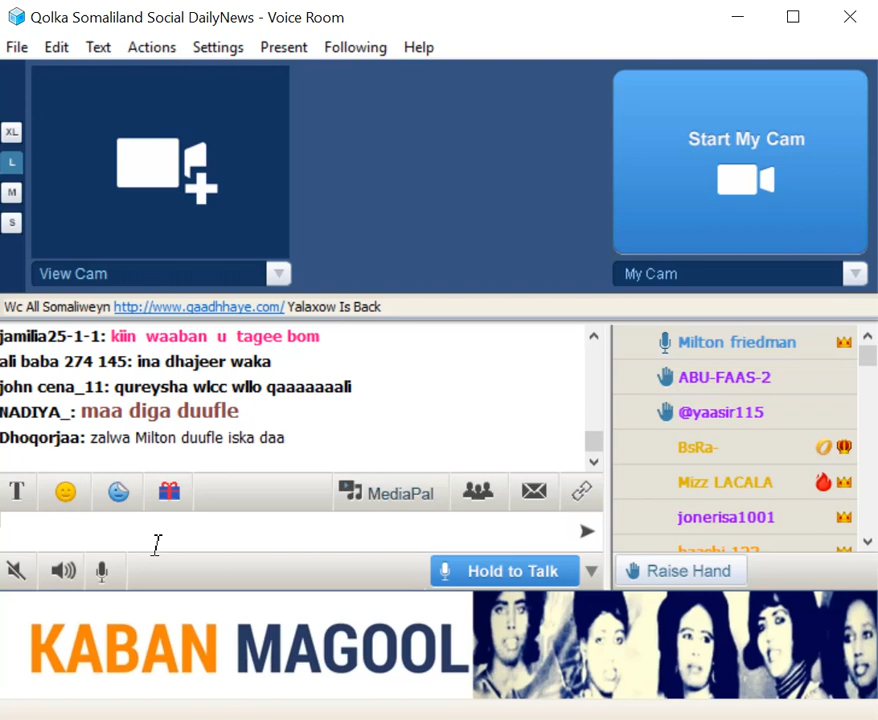 Qolka Somaliland Social DailyNews - Voice Room
File Edit Text Actions Settings Present Following Help
XL
L
M
S
Start My Cam
View Cam
My Cam
Wc All Somaliweyn http://www.qaadhhaye.com/ Yalaxow Is Back
jamilia25-1-1: kiin waaban u tagee bom
ali baba 274 145: ina dhajeer waka
john cena_11: qureysha wlcc wllo qaaaaaaali
NADIYA_: maa diga duufle
Dhoqorjaa: zalwa Milton duufle iska daa
Milton friedman
ABU-FAAS-2
@yaasir115
BsRa-
Mizz LACALA
jonerisa1001
T MediaPal
Hold to Talk
Raise Hand
KABAN MAGOOL